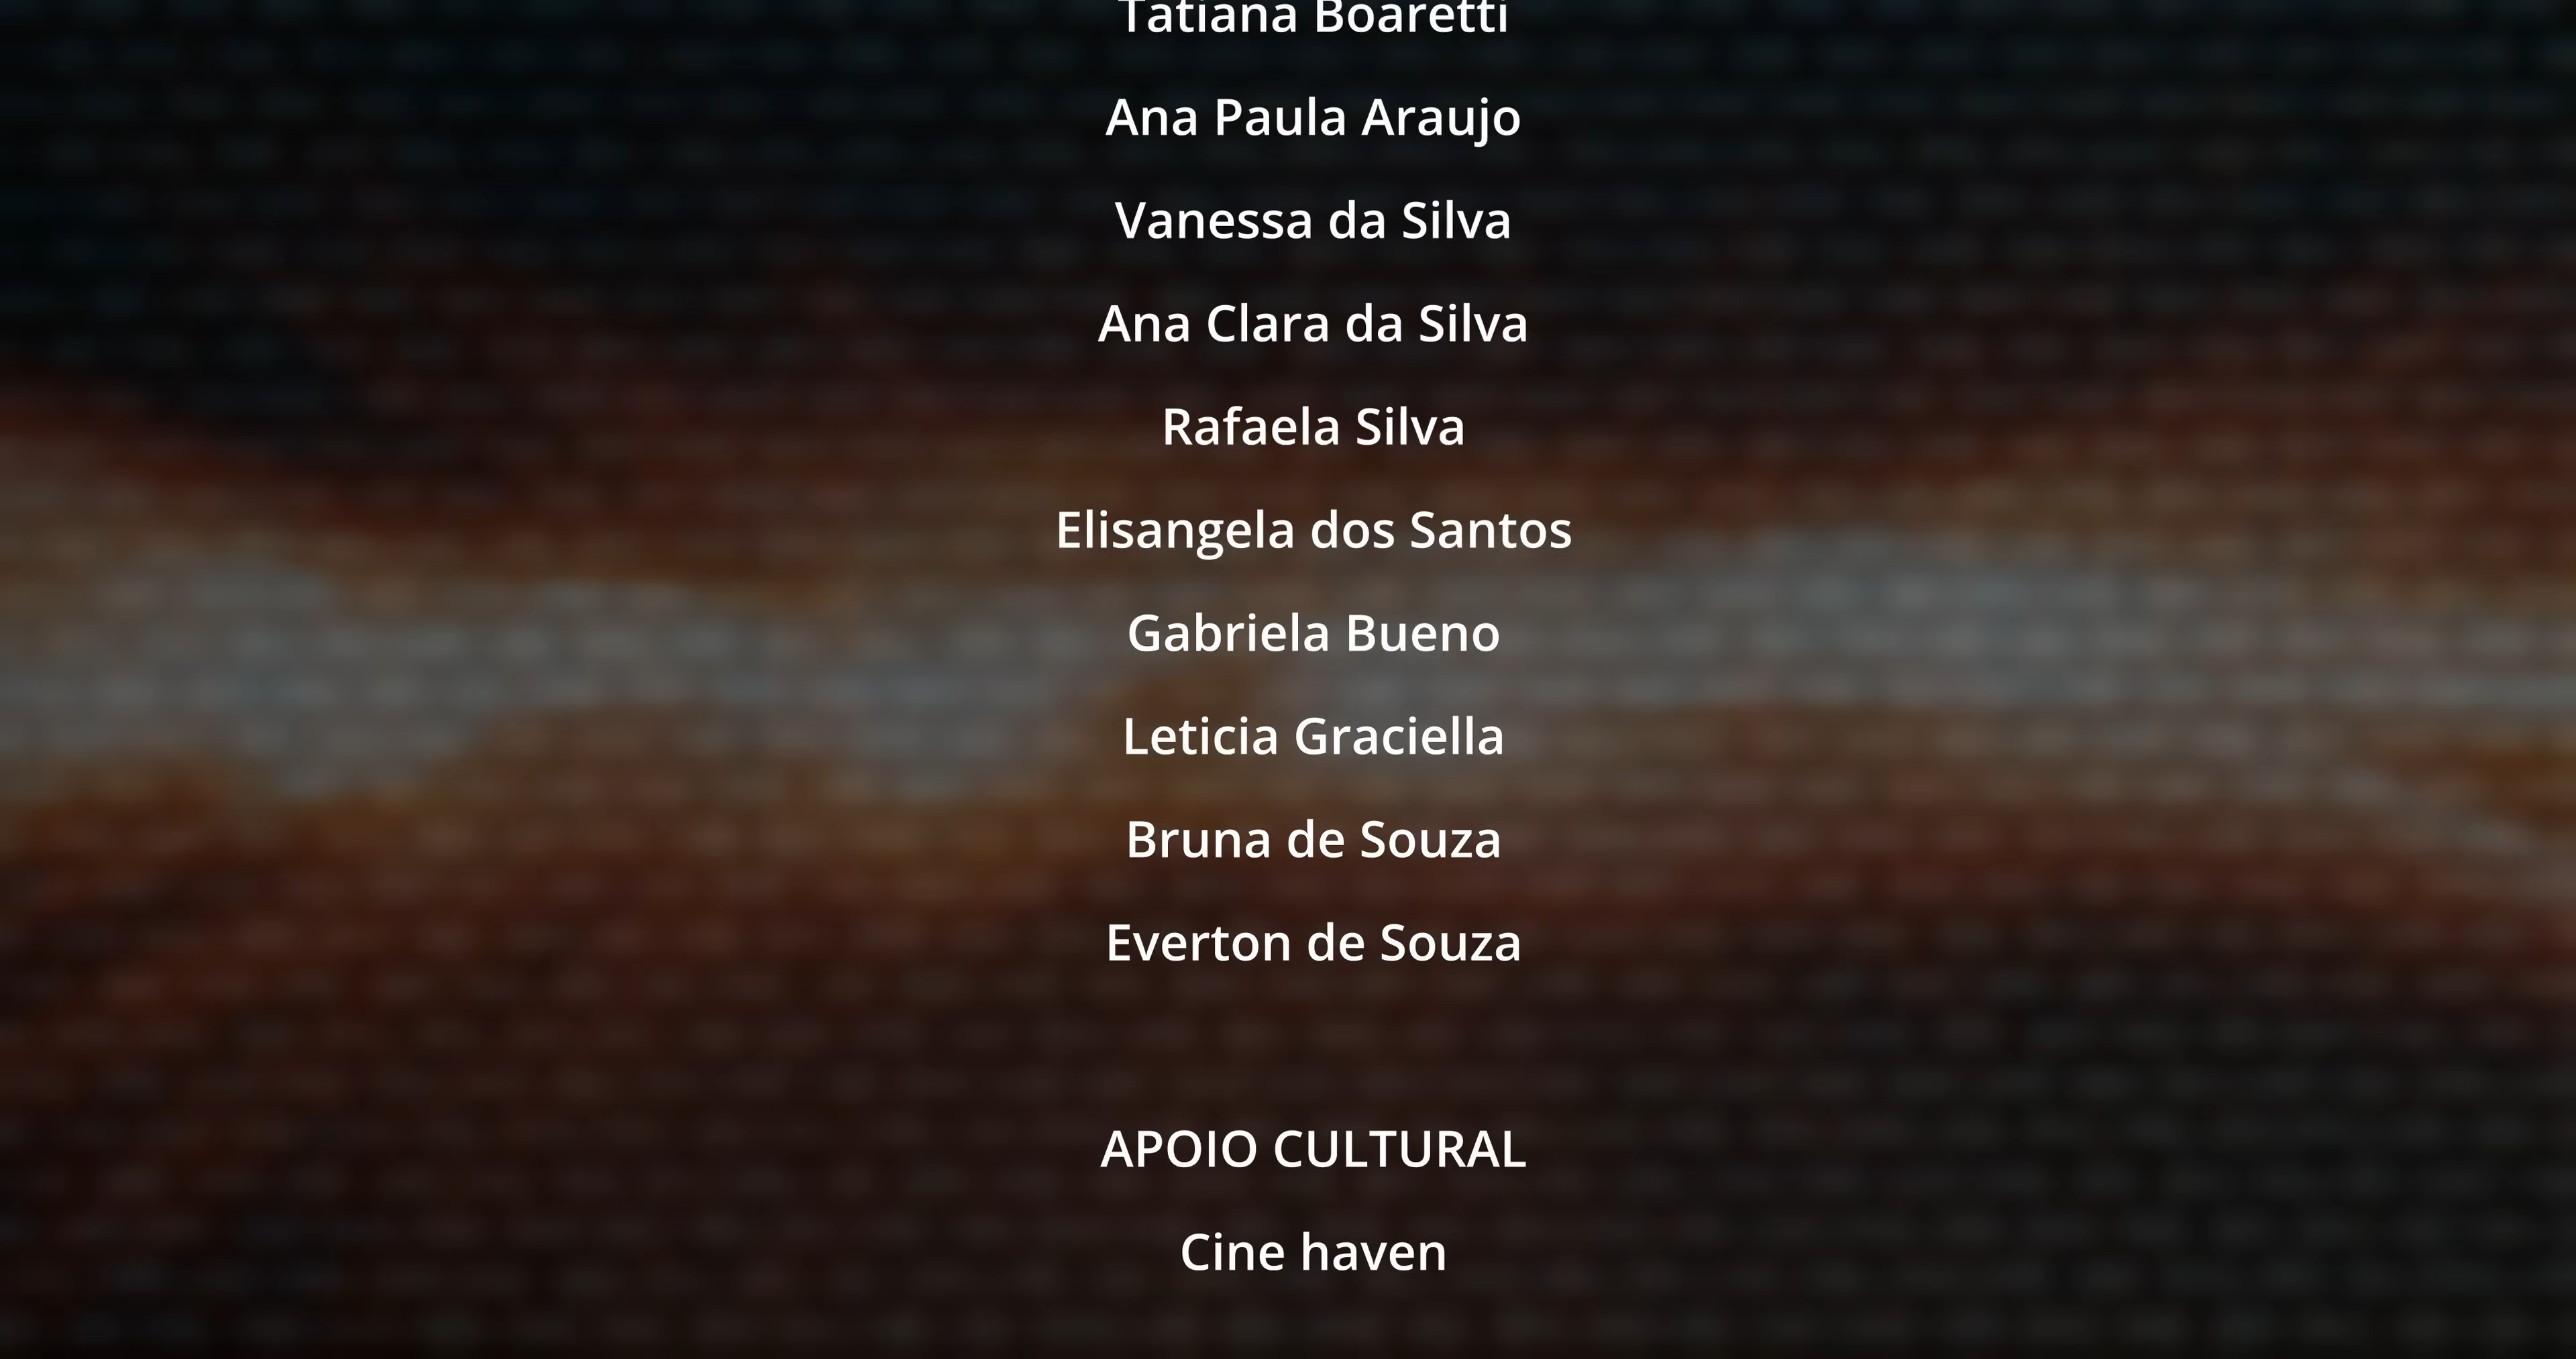 Tatiana Boaretti
Ana Paula Araujo
Vanessa da Silva
Ana Clara da Silva
Rafaela Silva
Elisangela dos Santos
Gabriela Bueno
Leticia Graciella
Bruna de Souza
Everton de Souza
APOIO CULTURAL
Cine haven